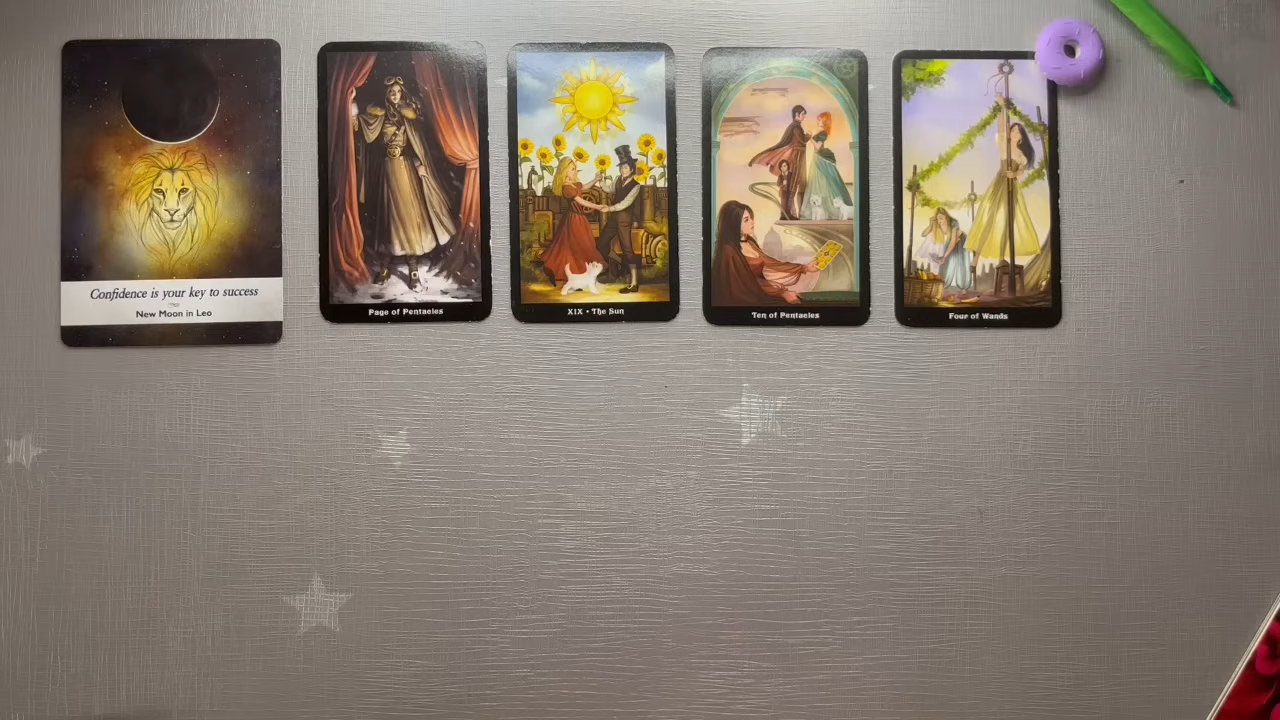 Confidence is your key to success
New Moon in Leo
Page of Pentacles
XIX • The Sun
Ten of Pentacles
Four of Wands